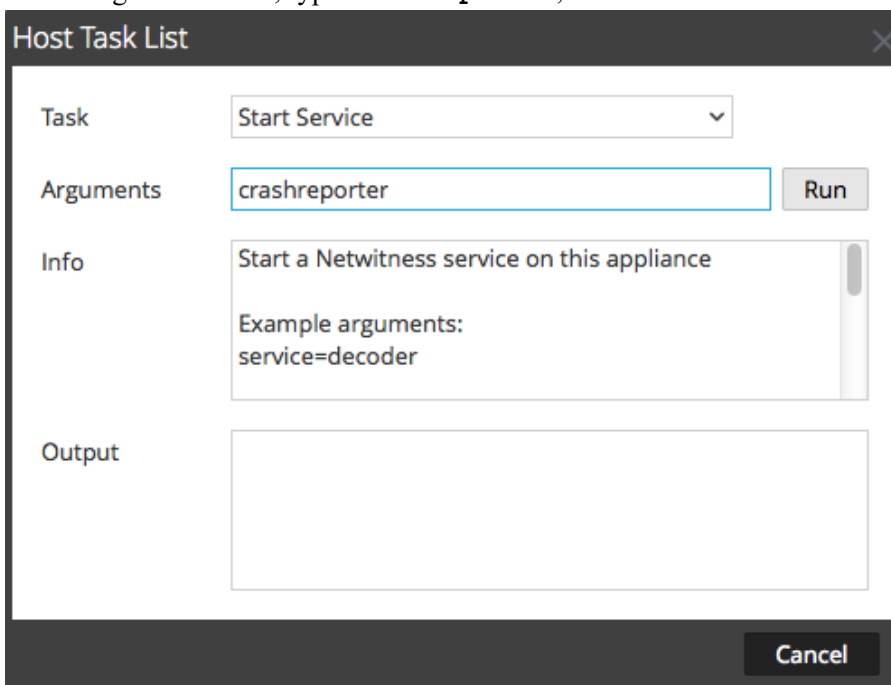 Host Task List
Task
Start Service
Arguments
crashreporter
Run
Info
Start a Netwitness service on this appliance
Example arguments:
service=decoder
Output
Cancel